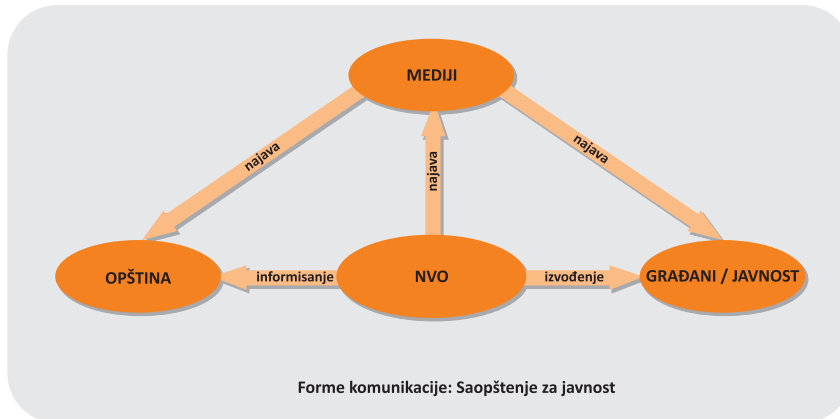 MEDIJI
najava
najava
najava
OPŠTINA
informisanje
NVO
izvođenje
GRAĐANI / JAVNOST
Forme komunikacije: Saopštenje za javnost